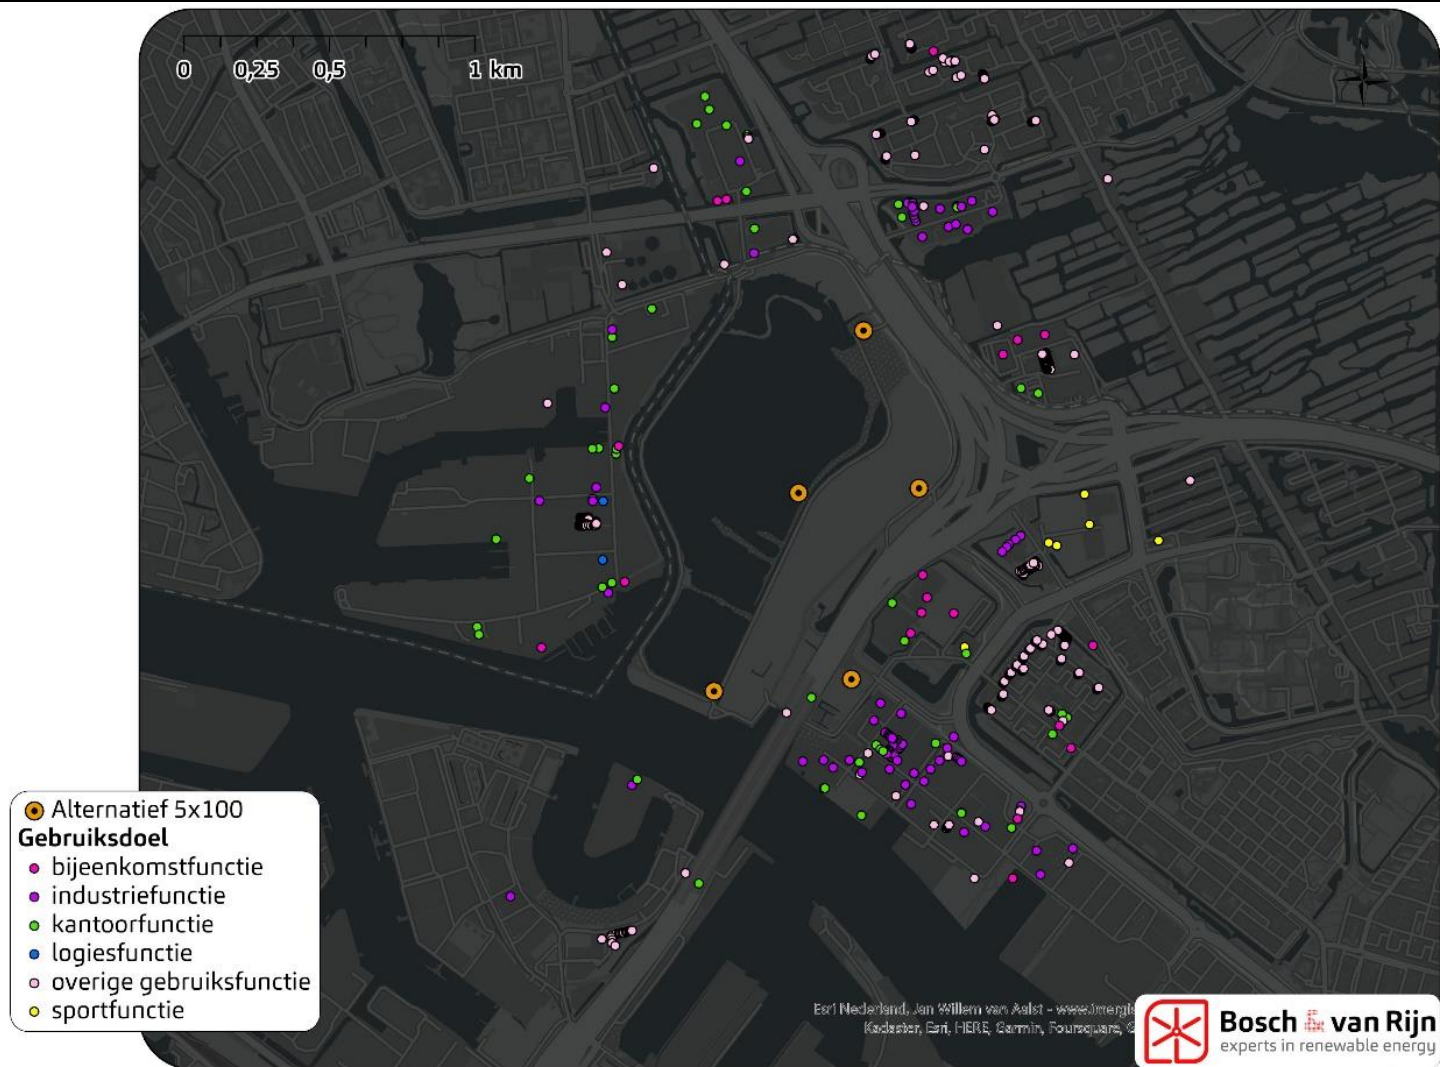 0 0,25 0,5 1 km
N
Alternatief 5x100
Gebruiksdoel
bijeenkomstfunctie
industriefunctie
kantoorfunctie
logiesfunctie
overige gebruiksfunctie
sportfunctie
Esri Nederland, Jan Willem van Aalst -
Kadaster, Esri, HERE, Garmin, Foursquare,
Bosch & van Rijn
experts in renewable energy